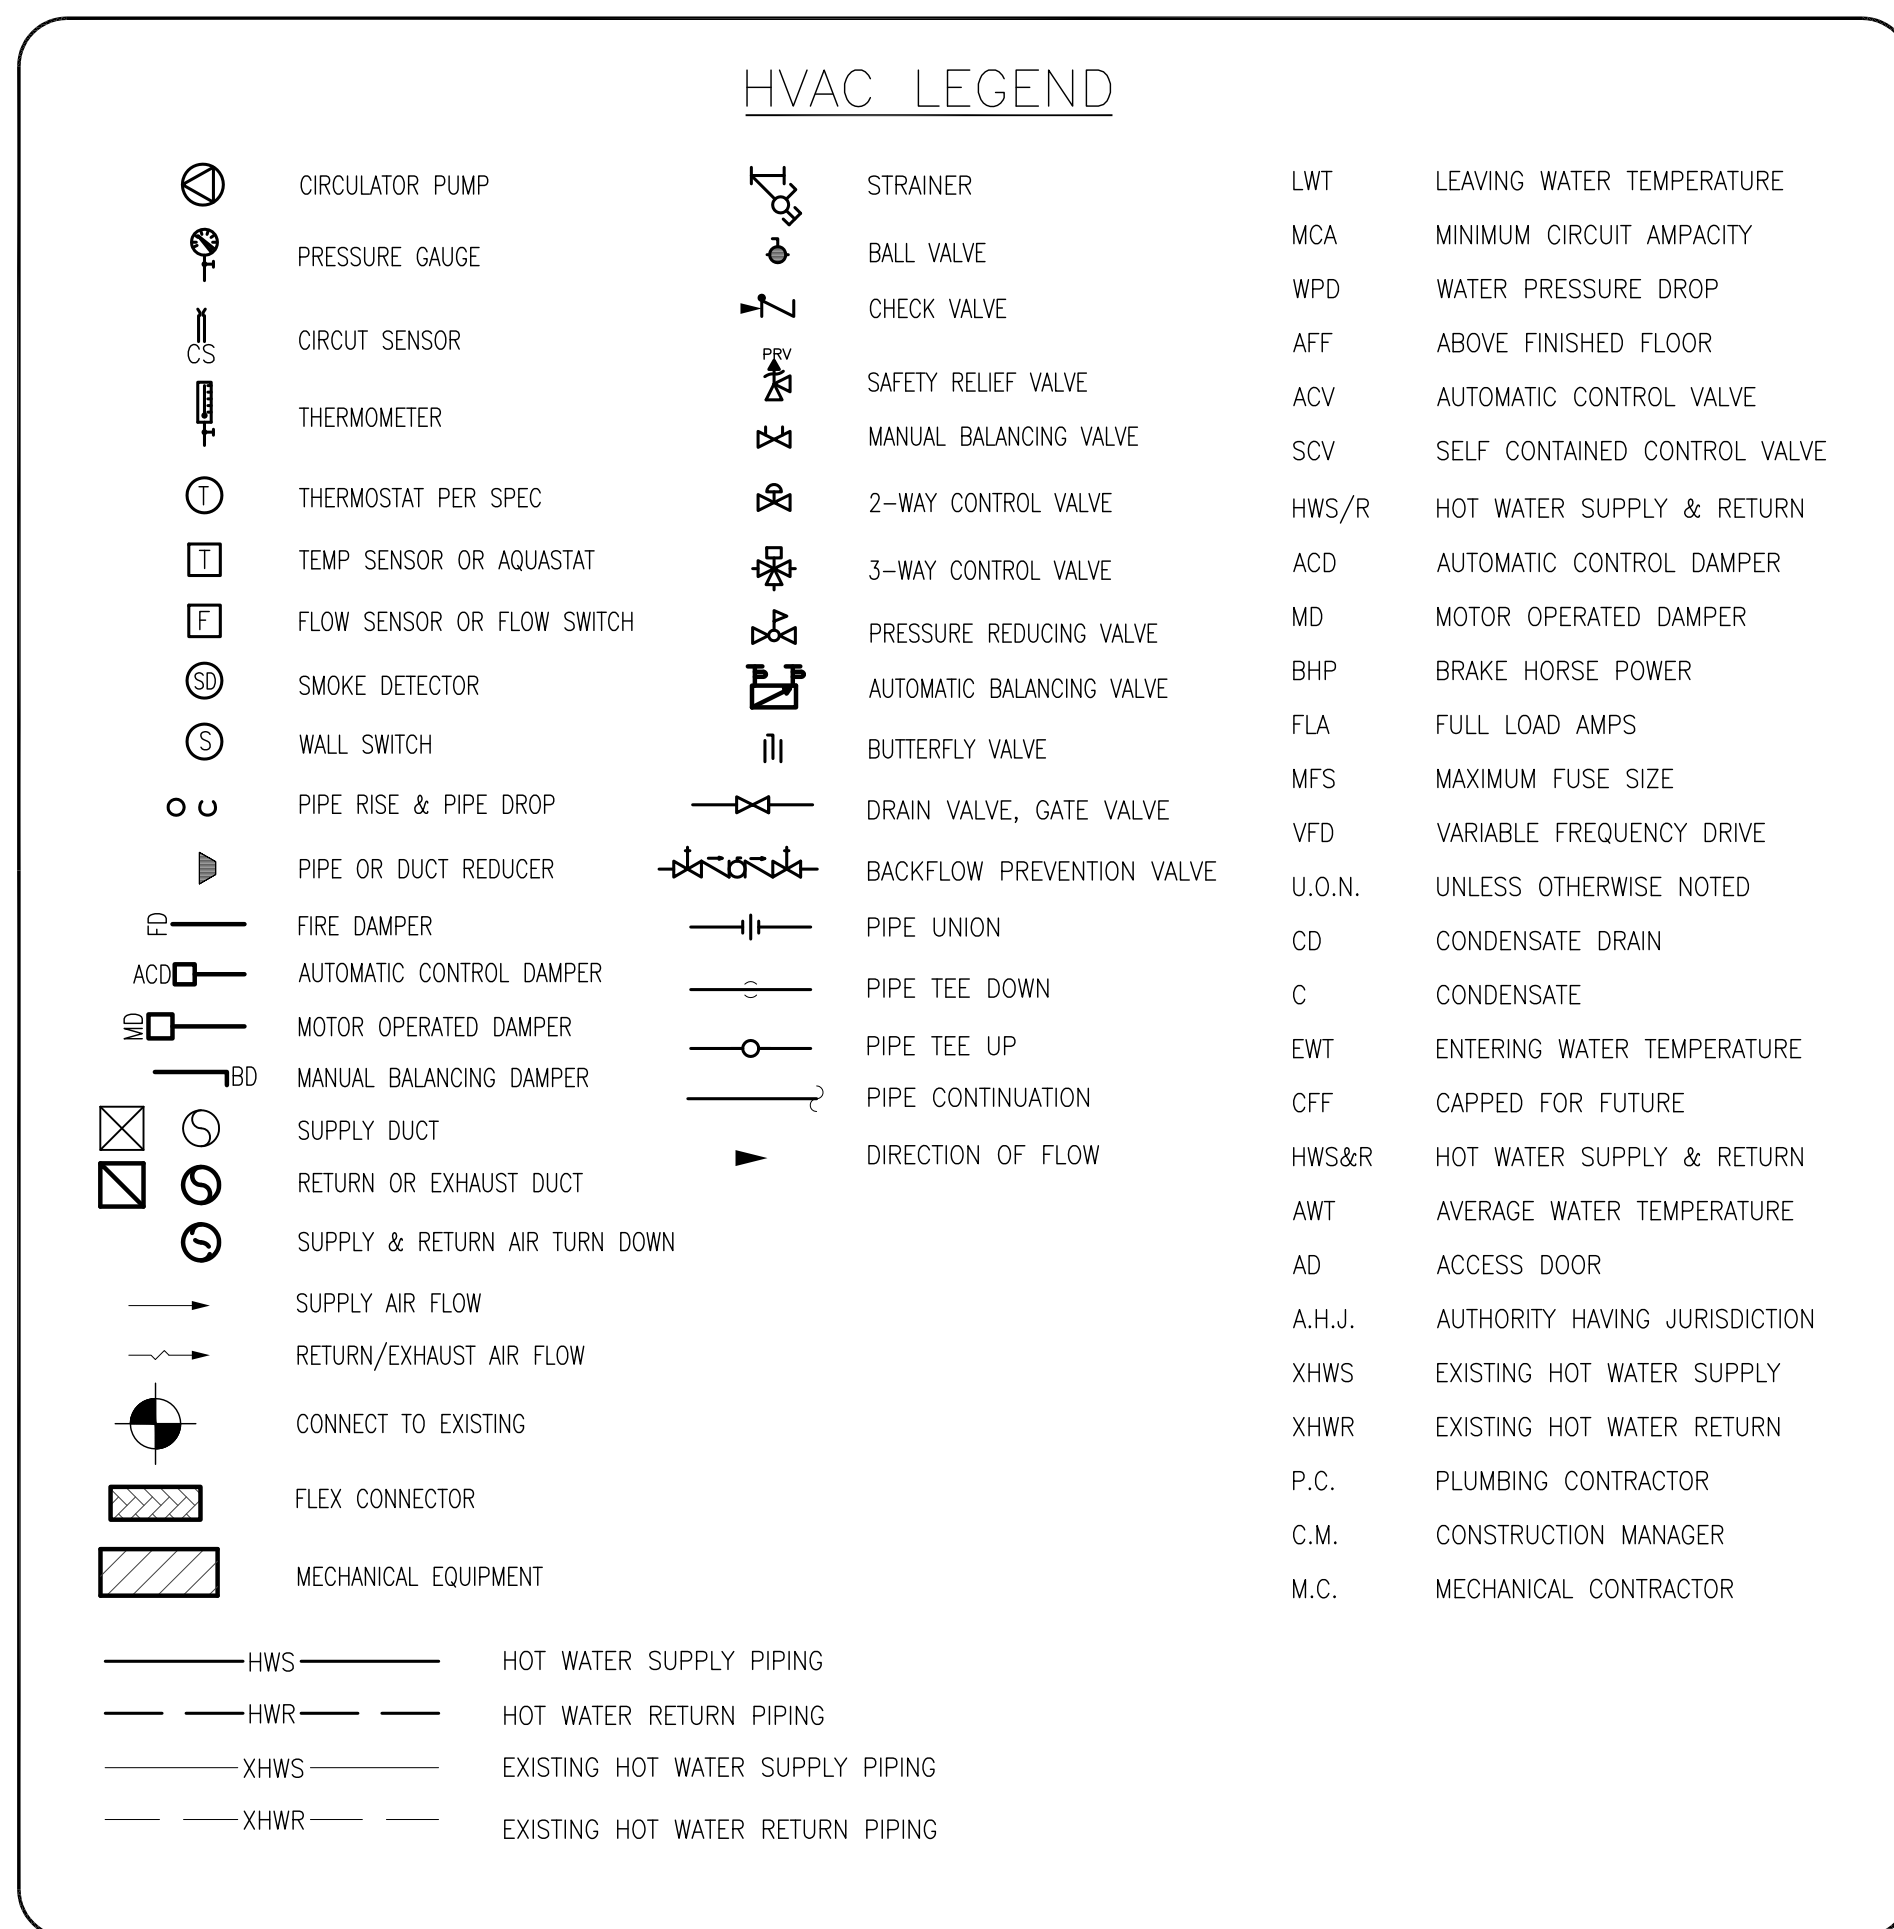 HVAC LEGEND
CIRCULATOR PUMP
PRESSURE GAUGE
CS CIRCUT SENSOR
THERMOMETER
T THERMOSTAT PER SPEC
T TEMP SENSOR OR AQUASTAT
F FLOW SENSOR OR FLOW SWITCH
SD SMOKE DETECTOR
S WALL SWITCH
PIPE RISE & PIPE DROP
PIPE OR DUCT REDUCER
FD FIRE DAMPER
ACD AUTOMATIC CONTROL DAMPER
MD MOTOR OPERATED DAMPER
BD MANUAL BALANCING DAMPER
SUPPLY DUCT
RETURN OR EXHAUST DUCT
SUPPLY & RETURN AIR TURN DOWN
SUPPLY AIR FLOW
RETURN/EXHAUST AIR FLOW
CONNECT TO EXISTING
FLEX CONNECTOR
MECHANICAL EQUIPMENT
HWS HOT WATER SUPPLY PIPING
HWR HOT WATER RETURN PIPING
XHWS EXISTING HOT WATER SUPPLY PIPING
XHWR EXISTING HOT WATER RETURN PIPING
STRAINER
BALL VALVE
CHECK VALVE
PRV SAFETY RELIEF VALVE
MANUAL BALANCING VALVE
2-WAY CONTROL VALVE
3-WAY CONTROL VALVE
PRESSURE REDUCING VALVE
AUTOMATIC BALANCING VALVE
BUTTERFLY VALVE
DRAIN VALVE, GATE VALVE
BACKFLOW PREVENTION VALVE
PIPE UNION
PIPE TEE DOWN
PIPE TEE UP
PIPE CONTINUATION
DIRECTION OF FLOW
LWT LEAVING WATER TEMPERATURE
MCA MINIMUM CIRCUIT AMPACITY
WPD WATER PRESSURE DROP
AFF ABOVE FINISHED FLOOR
ACV AUTOMATIC CONTROL VALVE
SCV SELF CONTAINED CONTROL VALVE
HWS/R HOT WATER SUPPLY & RETURN
ACD AUTOMATIC CONTROL DAMPER
MD MOTOR OPERATED DAMPER
BHP BRAKE HORSE POWER
FLA FULL LOAD AMPS
MFS MAXIMUM FUSE SIZE
VFD VARIABLE FREQUENCY DRIVE
U.O.N. UNLESS OTHERWISE NOTED
CD CONDENSATE DRAIN
C CONDENSATE
EWT ENTERING WATER TEMPERATURE
CFF CAPPED FOR FUTURE
HWS&R HOT WATER SUPPLY & RETURN
AWT AVERAGE WATER TEMPERATURE
AD ACCESS DOOR
A.H.J. AUTHORITY HAVING JURISDICTION
XHWS EXISTING HOT WATER SUPPLY
XHWR EXISTING HOT WATER RETURN
P.C. PLUMBING CONTRACTOR
C.M. CONSTRUCTION MANAGER
M.C. MECHANICAL CONTRACTOR